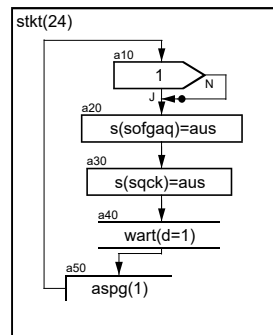 stkt(24)
a10
1
N
J
a20
s(sofgaq)=aus
a30
s(sqck)=aus
a40
wart(d=1)
a50
aspg(1)